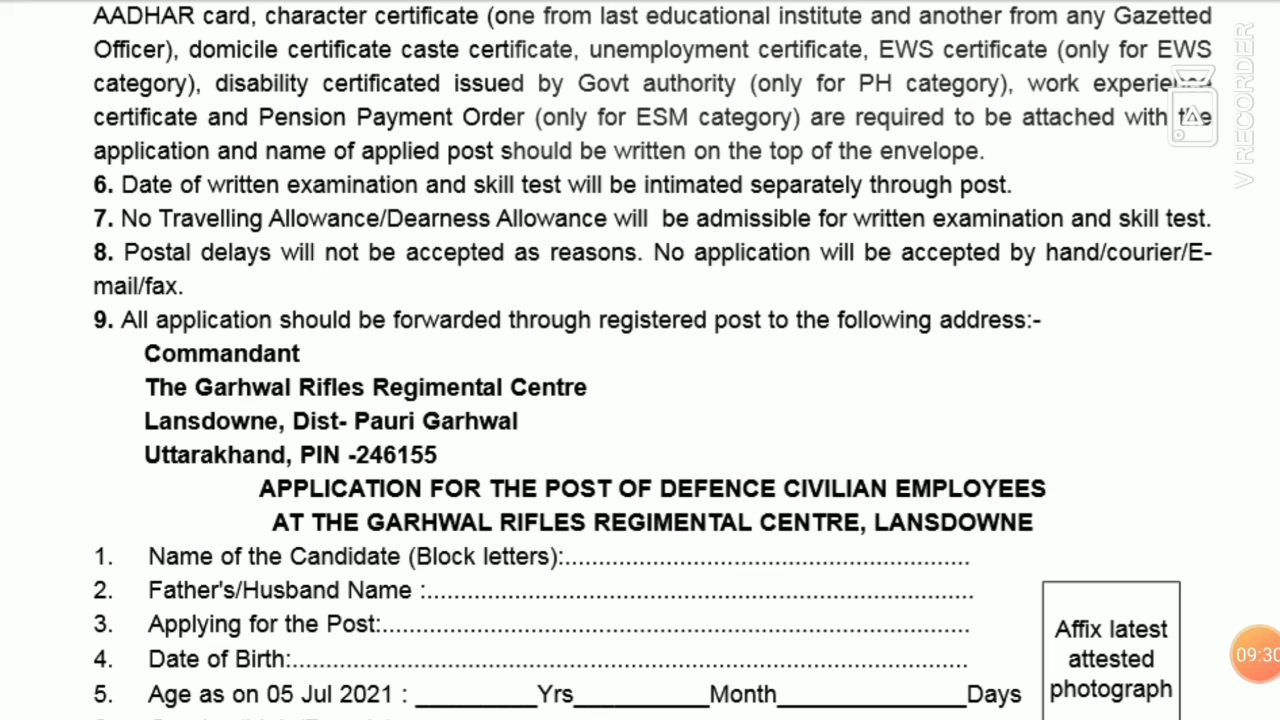 AADHAR card, character certificate (one from last educational institute and another from any Gazetted
Officer), domicile certificate caste certificate, unemployment certificate, EWS certificate (only for EWS
category), disability certificated issued by Govt authority (only for PH category), work experience
certificate and Pension Payment Order (only for ESM category) are required to be attached with the
application and name of applied post should be written on the top of the envelope.
6. Date of written examination and skill test will be intimated separately through post.
7. No Travelling Allowance/Dearness Allowance will  be admissible for written examination and skill test.
8. Postal delays will not be accepted as reasons. No application will be accepted by hand/courier/E-
mail/fax.
9. All application should be forwarded through registered post to the following address:-
Commandant
The Garhwal Rifles Regimental Centre
Lansdowne, Dist- Pauri Garhwal
Uttarakhand, PIN -246155
APPLICATION FOR THE POST OF DEFENCE CIVILIAN EMPLOYEES
AT THE GARHWAL RIFLES REGIMENTAL CENTRE, LANSDOWNE
1. Name of the Candidate (Block letters):............................................................
2. Father's/Husband Name :.................................................................................
3. Applying for the Post:........................................................................................
4. Date of Birth:.....................................................................................................
5. Age as on 05 Jul 2021 : _________Yrs__________Month______________Days
Affix latest
attested
photograph
V RECORDER
09:30